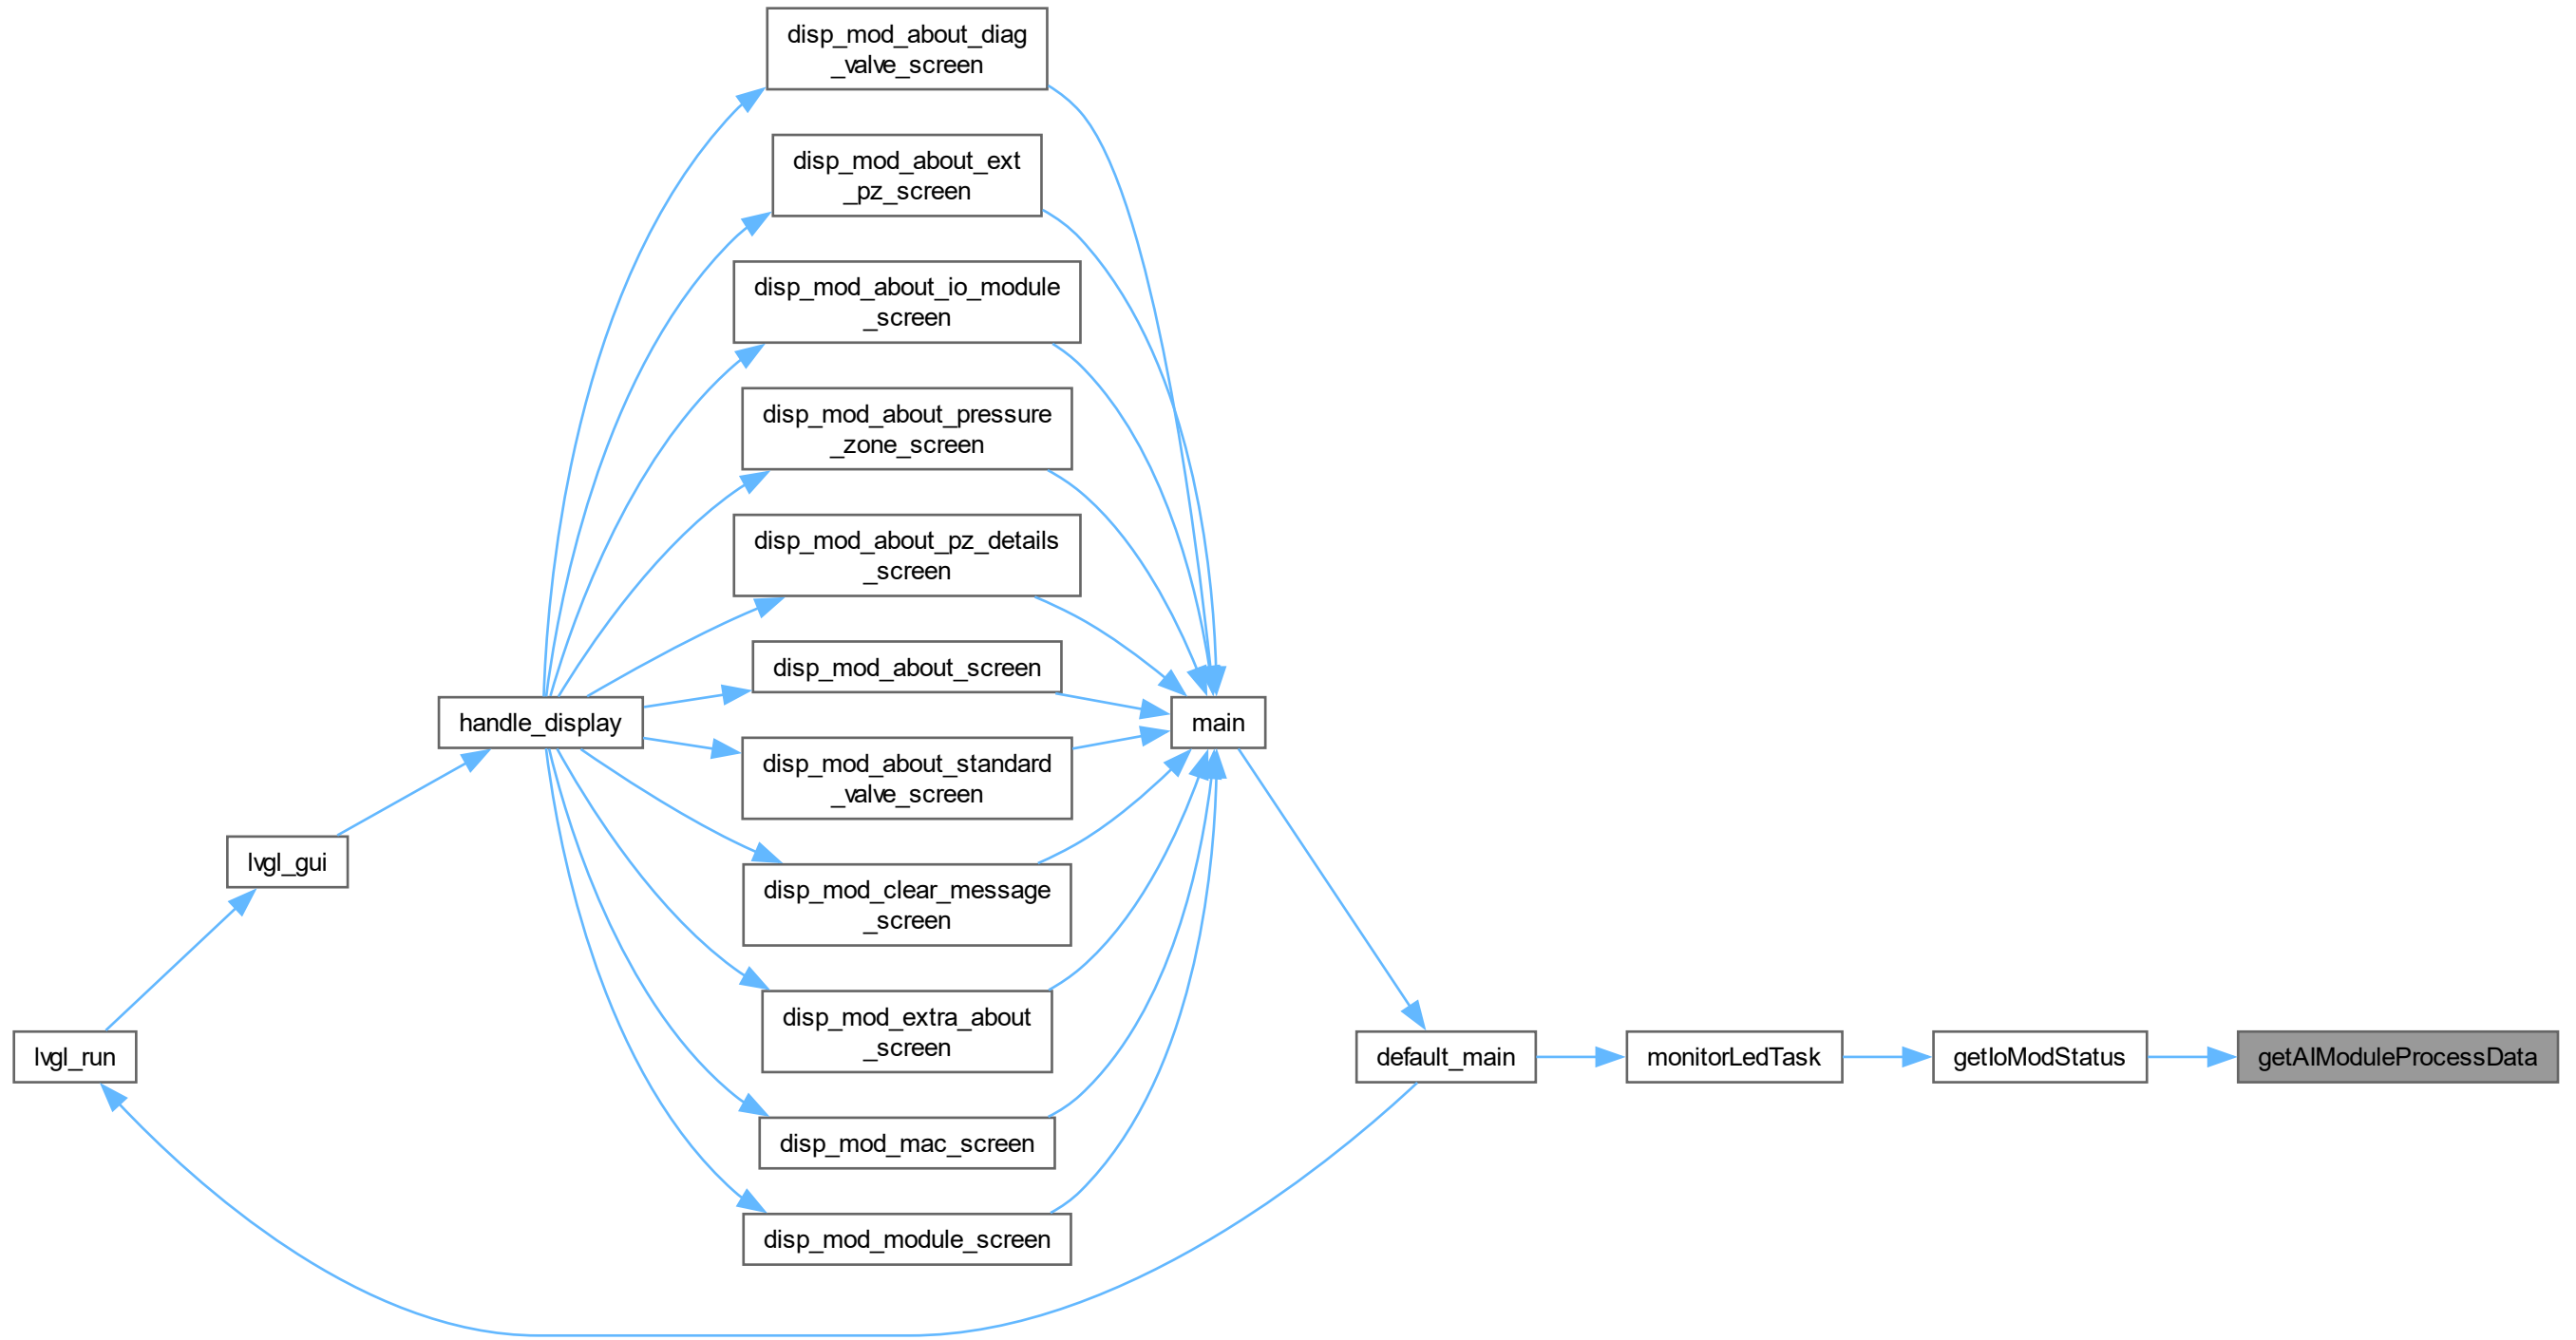 disp_mod_about_diag
_valve_screen
disp_mod_about_ext
_pz_screen
disp_mod_about_io_module
_screen
disp_mod_about_pressure
_zone_screen
disp_mod_about_pz_details
_screen
disp_mod_about_screen
handle_display
main
disp_mod_about_standard
_valve_screen
lvgl_gui
disp_mod_clear_message
_screen
disp_mod_extra_about
_screen
lvgl_run
default_main
monitorLedTask
getIoModStatus
getAIModuleProcessData
disp_mod_mac_screen
disp_mod_module_screen